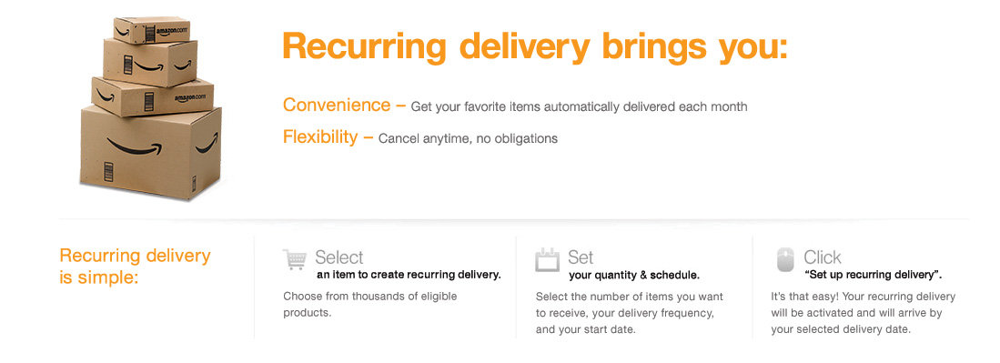 amazon.com
amazon.com
Recurring delivery brings you:
Convenience – Get your favorite items automatically delivered each month
Flexibility – Cancel anytime, no obligations
Recurring delivery
is simple:
Select
an item to create recurring delivery.
Choose from thousands of eligible
products.
Set
your quantity & schedule.
Select the number of items you want
to receive, your delivery frequency,
and your start date.
Click
“Set up recurring delivery”.
It’s that easy! Your recurring delivery
will be activated and will arrive by
your selected delivery date.